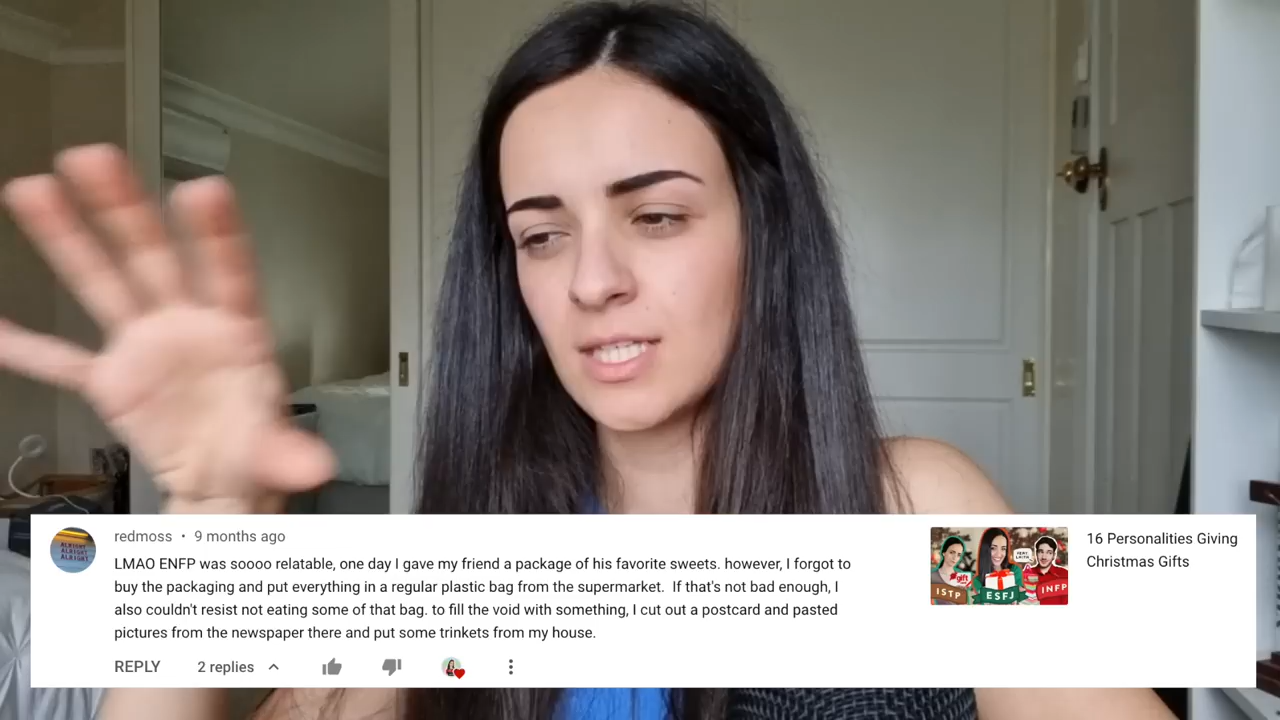 redmoss • 9 months ago
LMAO ENFP was soooo relatable, one day I gave my friend a package of his favorite sweets. however, I forgot to
buy the packaging and put everything in a regular plastic bag from the supermarket.  If that's not bad enough, I
also couldn't resist not eating some of that bag. to fill the void with something, I cut out a postcard and pasted
pictures from the newspaper there and put some trinkets from my house.
REPLY 2 replies
ALRIGHT
ALRIGHT
ALRIGHT
16 Personalities Giving
Christmas Gifts
gift
ISTP
ESFJ
INFP